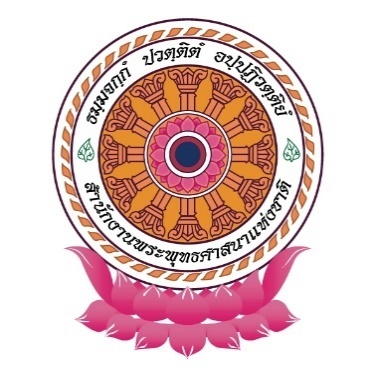 ธมฺมจกฺกํ ปวตฺติตํ อปฺปฏิวตฺติยํ
สำนักงานพระพุทธศาสนาแห่งชาติ